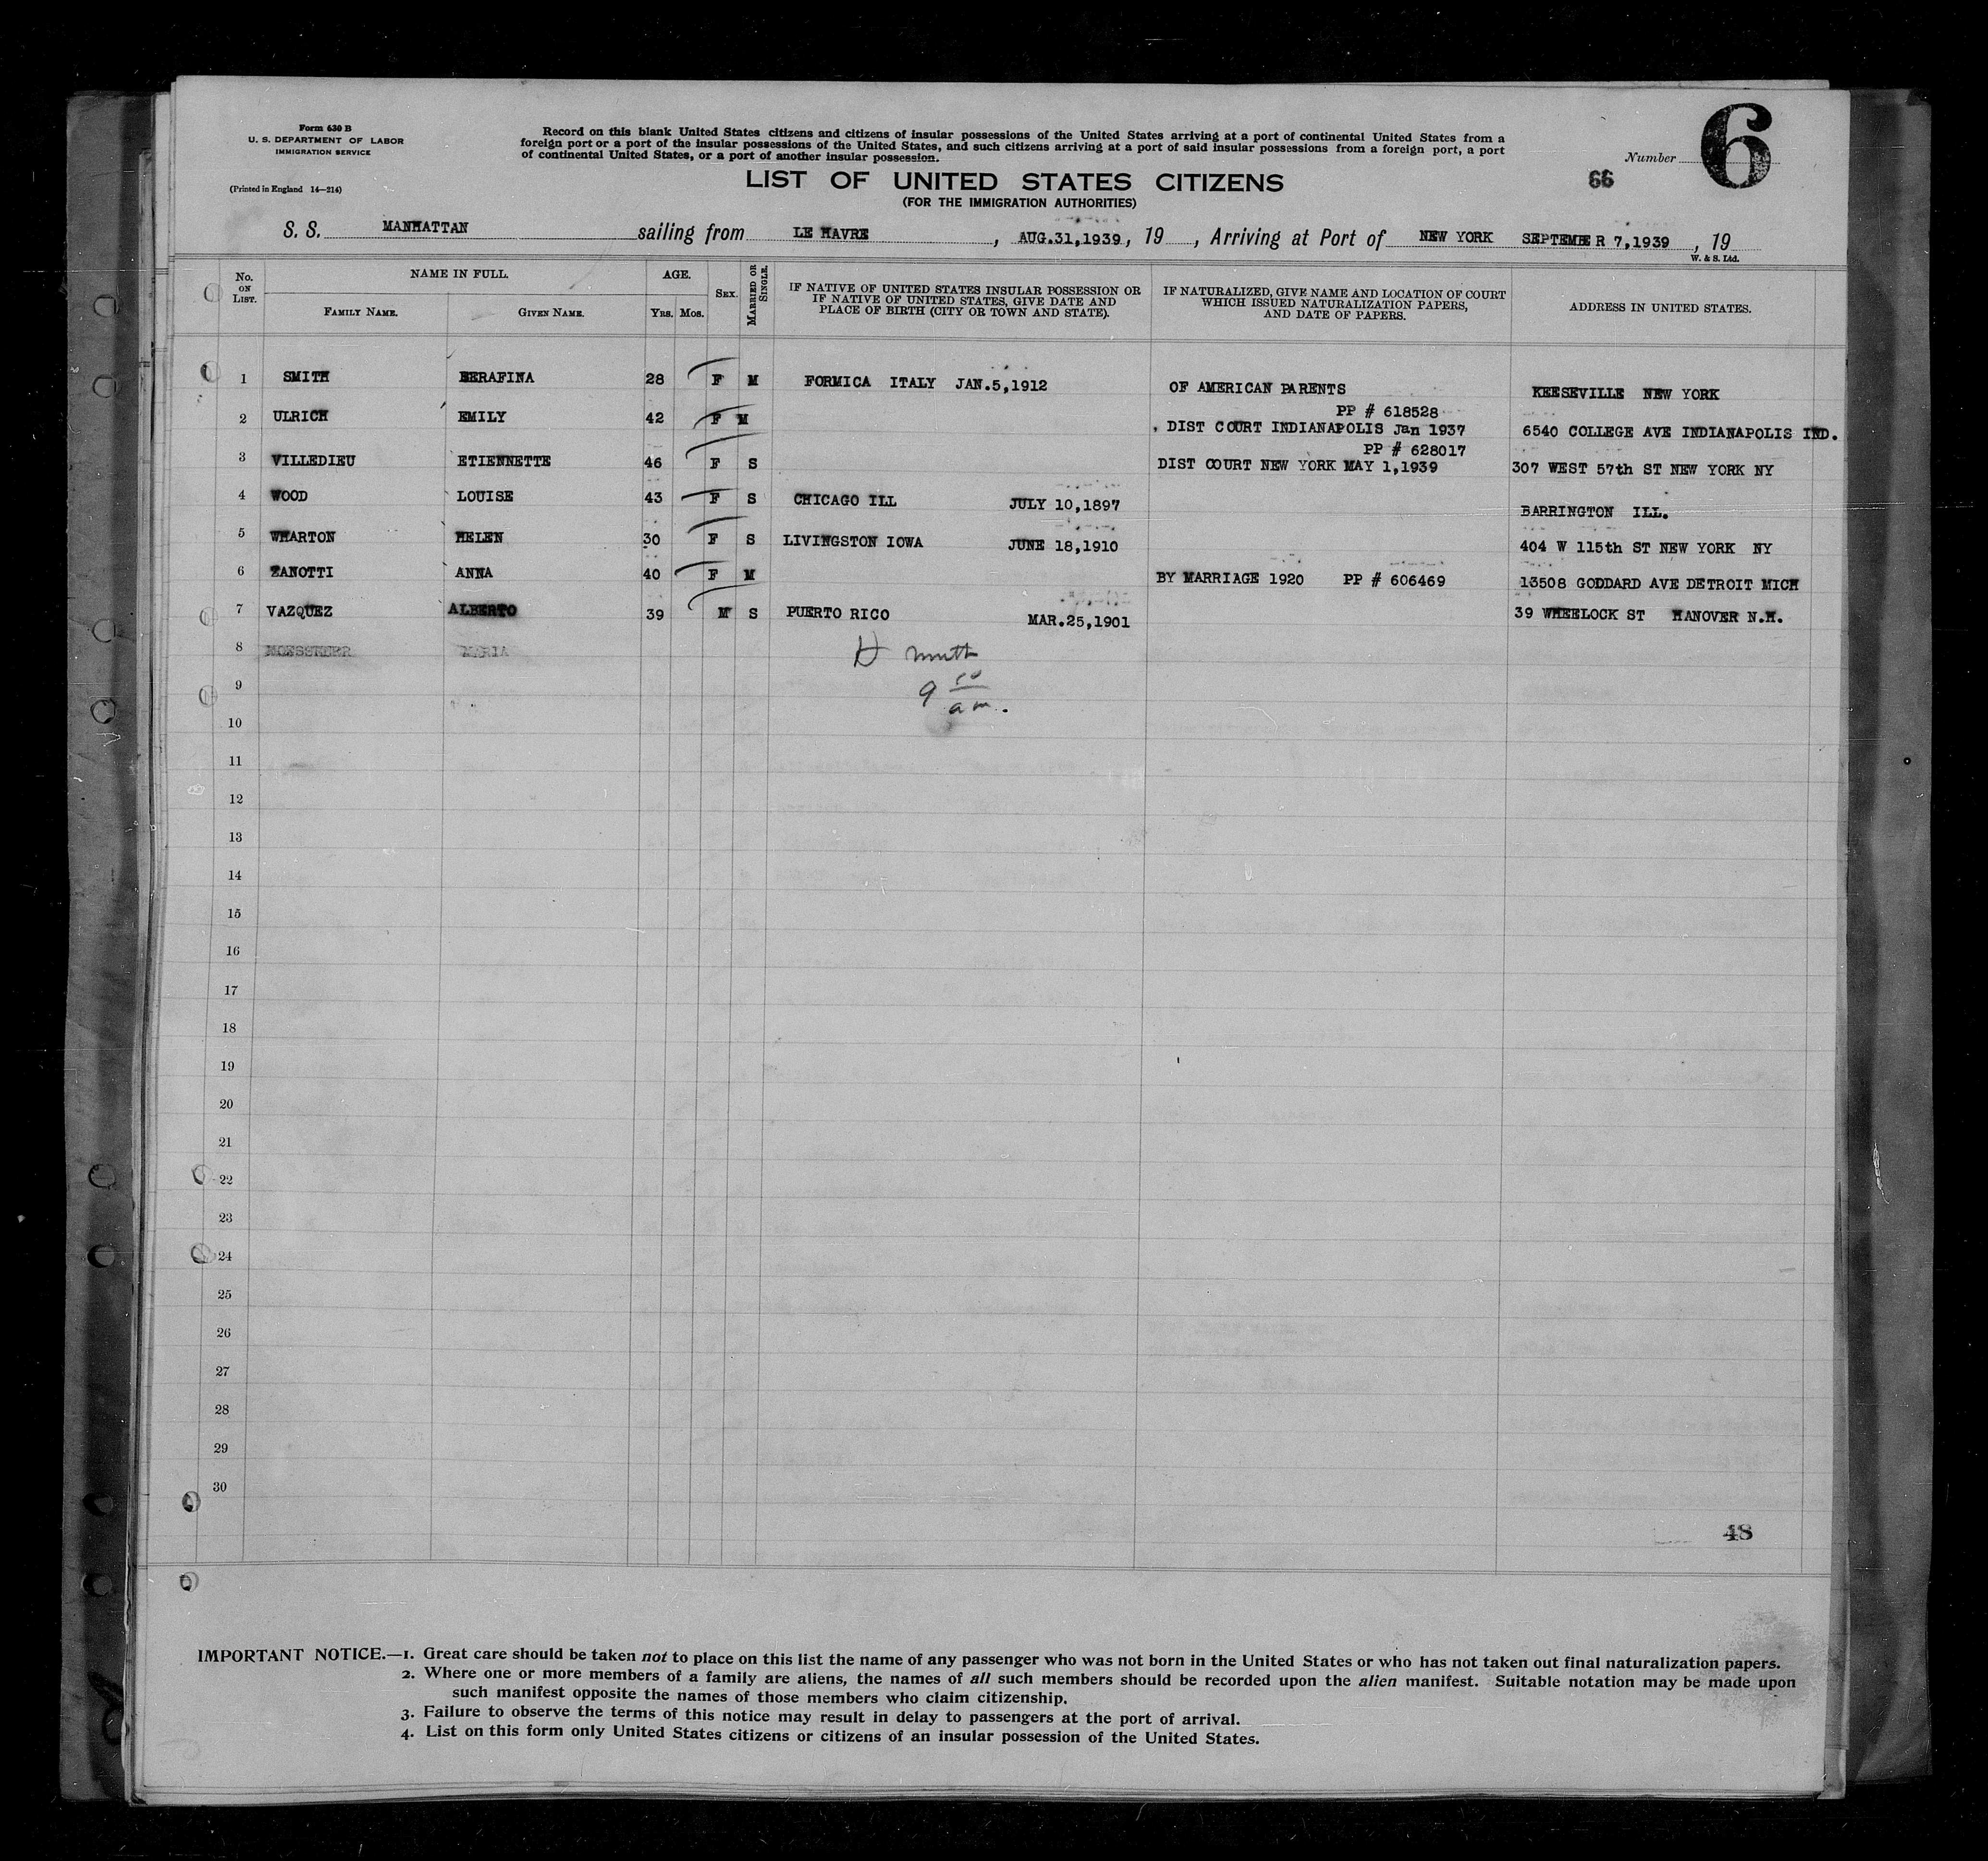 Form 630 B
U. S. DEPARTMENT OF LABOR
IMMIGRATION SERVICE
(Printed in England 14—214)
Record on this blank United States citizens and citizens of insular possessions of the United States arriving at a port of continental United States from a
foreign port or a port of the insular possessions of the United States, and such citizens arriving at a port of said insular possessions from a foreign port, a port
of continental United States, or a port of another insular possession.
Number 6
66
LIST OF UNITED STATES CITIZENS
(FOR THE IMMIGRATION AUTHORITIES)
S. S. MANHATTAN sailing from LE HAVRE, AUG.31,1939, 19 , Arriving at Port of NEW YORK SEPTEMBE R 7,1939, 19
W. & S. Ltd.
No. ON LIST. NAME IN FULL. AGE. SEX. MARRIED OR SINGLE.
FAMILY NAME. GIVEN NAME. YRS. MOS.
IF NATIVE OF UNITED STATES INSULAR POSSESSION OR
IF NATIVE OF UNITED STATES, GIVE DATE AND
PLACE OF BIRTH (CITY OR TOWN AND STATE).
IF NATURALIZED, GIVE NAME AND LOCATION OF COURT
WHICH ISSUED NATURALIZATION PAPERS,
AND DATE OF PAPERS.
ADDRESS IN UNITED STATES.
1 SMITH SERAFINA 28 F M FORMICA ITALY JAN.5,1912 OF AMERICAN PARENTS KEESEVILLE NEW YORK
PP # 618528
2 ULRICH EMILY 42 F M DIST COURT INDIANAPOLIS Jan 1937 6540 COLLEGE AVE INDIANAPOLIS IND.
PP # 628017
3 VILLEDIEU ETIENNETTE 46 F S DIST COURT NEW YORK MAY 1,1939 307 WEST 57th ST NEW YORK NY
4 WOOD LOUISE 43 F S CHICAGO ILL JULY 10,1897 BARRINGTON ILL.
5 WHARTON HELEN 30 F S LIVINGSTON IOWA JUNE 18,1910 404 W 115th ST NEW YORK NY
6 ZANOTTI ANNA 40 F M BY MARRIAGE 1920 PP # 606469 13508 GODDARD AVE DETROIT MICH
7 VAZQUEZ ALBERTO 39 M S PUERTO RICO MAR.25,1901 39 WHEELOCK ST HANOVER N.H.
8 MARIA
9
am.
9
10
11
12
13
14
15
16
17
18
19
20
21
22
23
24
25
26
27
28
29
30
48
IMPORTANT NOTICE.—1. Great care should be taken not to place on this list the name of any passenger who was not born in the United States or who has not taken out final naturalization papers.
2. Where one or more members of a family are aliens, the names of all such members should be recorded upon the alien manifest. Suitable notation may be made upon
such manifest opposite the names of those members who claim citizenship.
3. Failure to observe the terms of this notice may result in delay to passengers at the port of arrival.
4. List on this form only United States citizens or citizens of an insular possession of the United States.